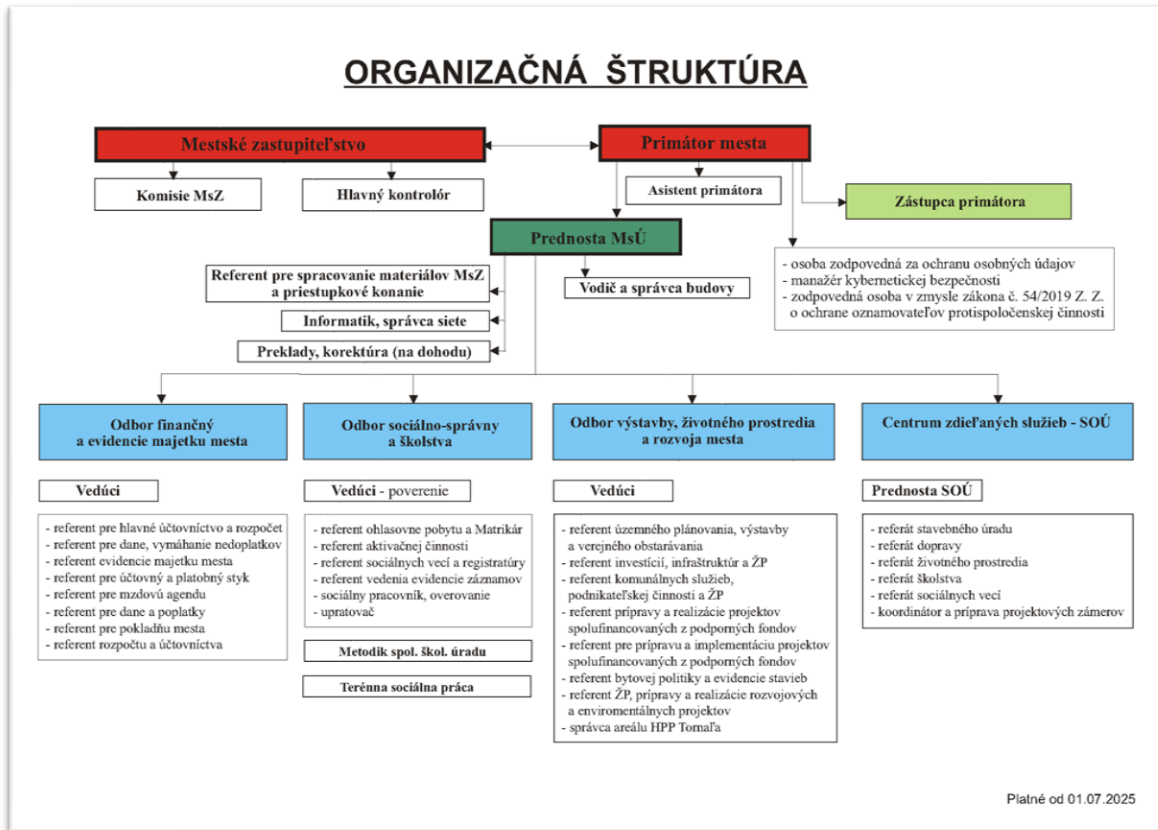 ORGANIZAČNÁ ŠTRUKTÚRA
Mestské zastupiteľstvo
Primátor mesta
Komisie MsZ
Hlavný kontrolór
Asistent primátora
Zástupca primátora
Prednosta MsÚ
- osoba zodpovedná za ochranu osobných údajov
- manažér kybernetickej bezpečnosti
- zodpovedná osoba v zmysle zákona č. 54/2019 Z. Z.
o ochrane oznamovateľov protispoločenskej činnosti
Referent pre spracovanie materiálov MsZ
a priestupkové konanie
Vodič a správca budovy
Informatik, správca siete
Preklady, korektúra (na dohodu)
Odbor finančný
a evidencie majetku mesta
Odbor sociálno-správny
a školstva
Odbor výstavby, životného prostredia
a rozvoja mesta
Centrum zdieľaných služieb - SOÚ
Vedúci
- referent pre hlavné účtovníctvo a rozpočet
- referent pre dane, vymáhanie nedoplatkov
- referent evidencie majetku mesta
- referent pre účtovný a platobný styk
- referent pre mzdovú agendu
- referent pre dane a poplatky
- referent pre pokladňu mesta
- referent rozpočtu a účtovníctva
Vedúci - poverenie
- referent ohlasovne pobytu a Matrikár
- referent aktivačnej činnosti
- referent sociálnych vecí a registratúry
- referent vedenia evidencie záznamov
- sociálny pracovník, overovanie
- upratovač
Metodik spol. škol. úradu
Terénna sociálna práca
Vedúci
- referent územného plánovania, výstavby
a verejného obstarávania
- referent investícií, infraštruktúr a ŽP
- referent komunálnych služieb,
podnikateľskej činnosti a ŽP
- referent prípravy a realizácie projektov
spolufinancovaných z podporných fondov
- referent pre prípravu a implementáciu projektov
spolufinancovaných z podporných fondov
- referent bytovej politiky a evidencie stavieb
- referent ŽP, prípravy a realizácie rozvojových
a enviromentálnych projektov
- správca areálu HPP Tornaľa
Prednosta SOÚ
- referát stavebného úradu
- referát dopravy
- referát životného prostredia
- referát školstva
- referát sociálnych vecí
- koordinátor a príprava projektových zámerov
Platné od 01.07.2025